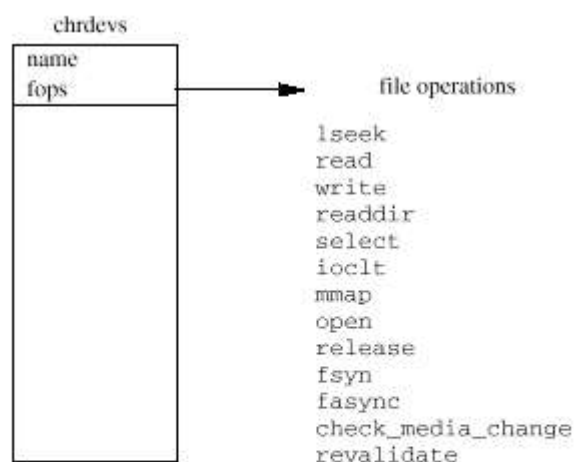 chrdevs
name
fops
file operations
lseek
read
write
readdir
select
ioclt
mmap
open
release
fsyn
fasync
check_media_change
revalidate